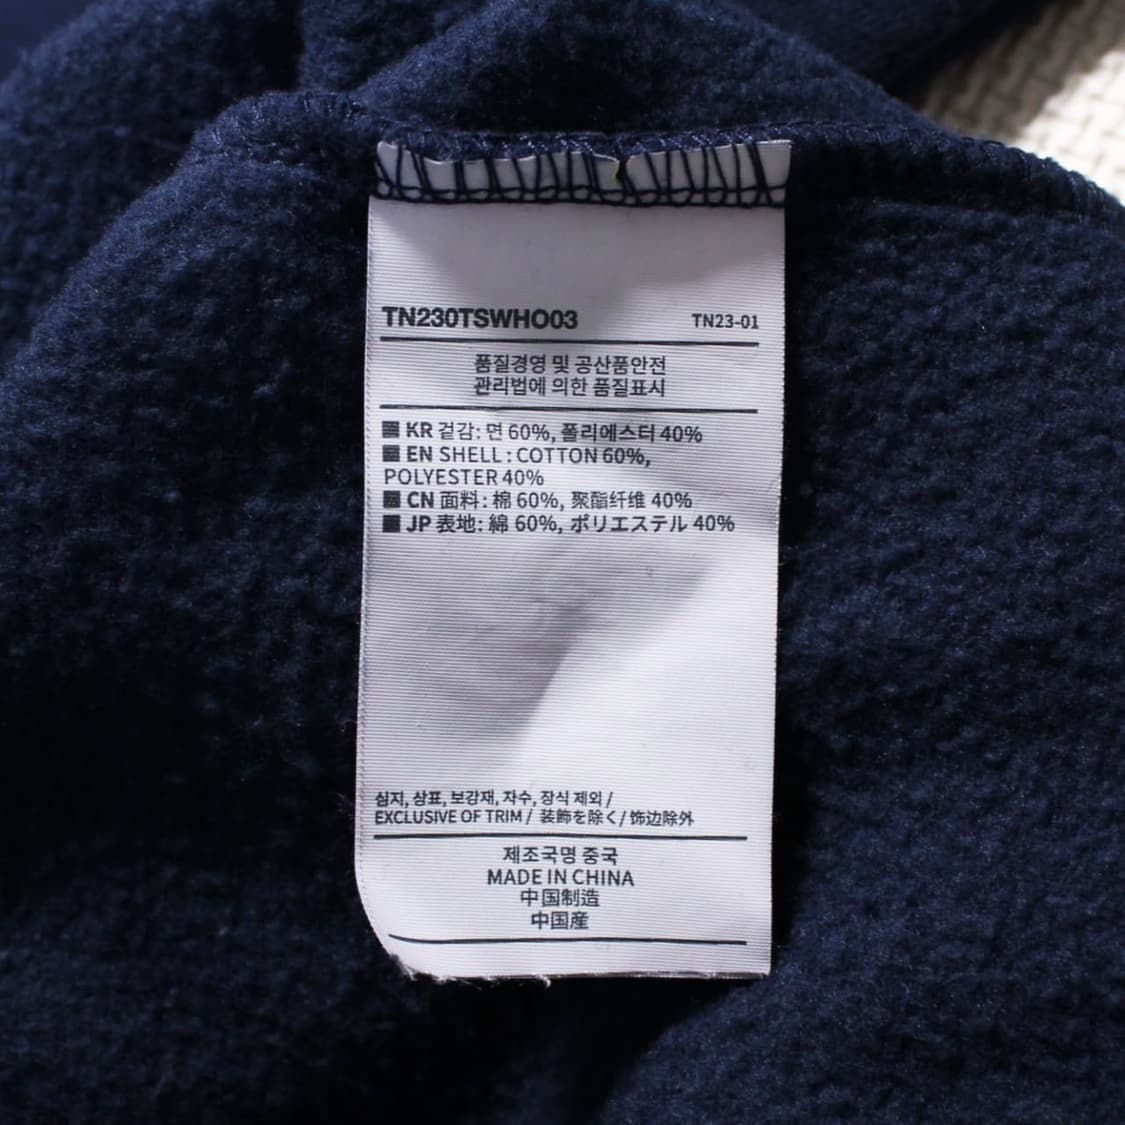 TN230TSWHO03 TN23-01
품질경영 및 공산품안전
관리법에 의한 품질표시
■ KR 겉감: 면 60%, 폴리에스터 40%
■ EN SHELL : COTTON 60%,
POLYESTER 40%
■ CN 面料: 棉 60%, 聚酯纤维 40%
■ JP 表地: 綿 60%, ポリエステル 40%
심지, 상표, 보강재, 자수, 장식 제외 /
EXCLUSIVE OF TRIM / 装飾を除く / 饰边除外
제조국명 중국
MADE IN CHINA
中国制造
中国産